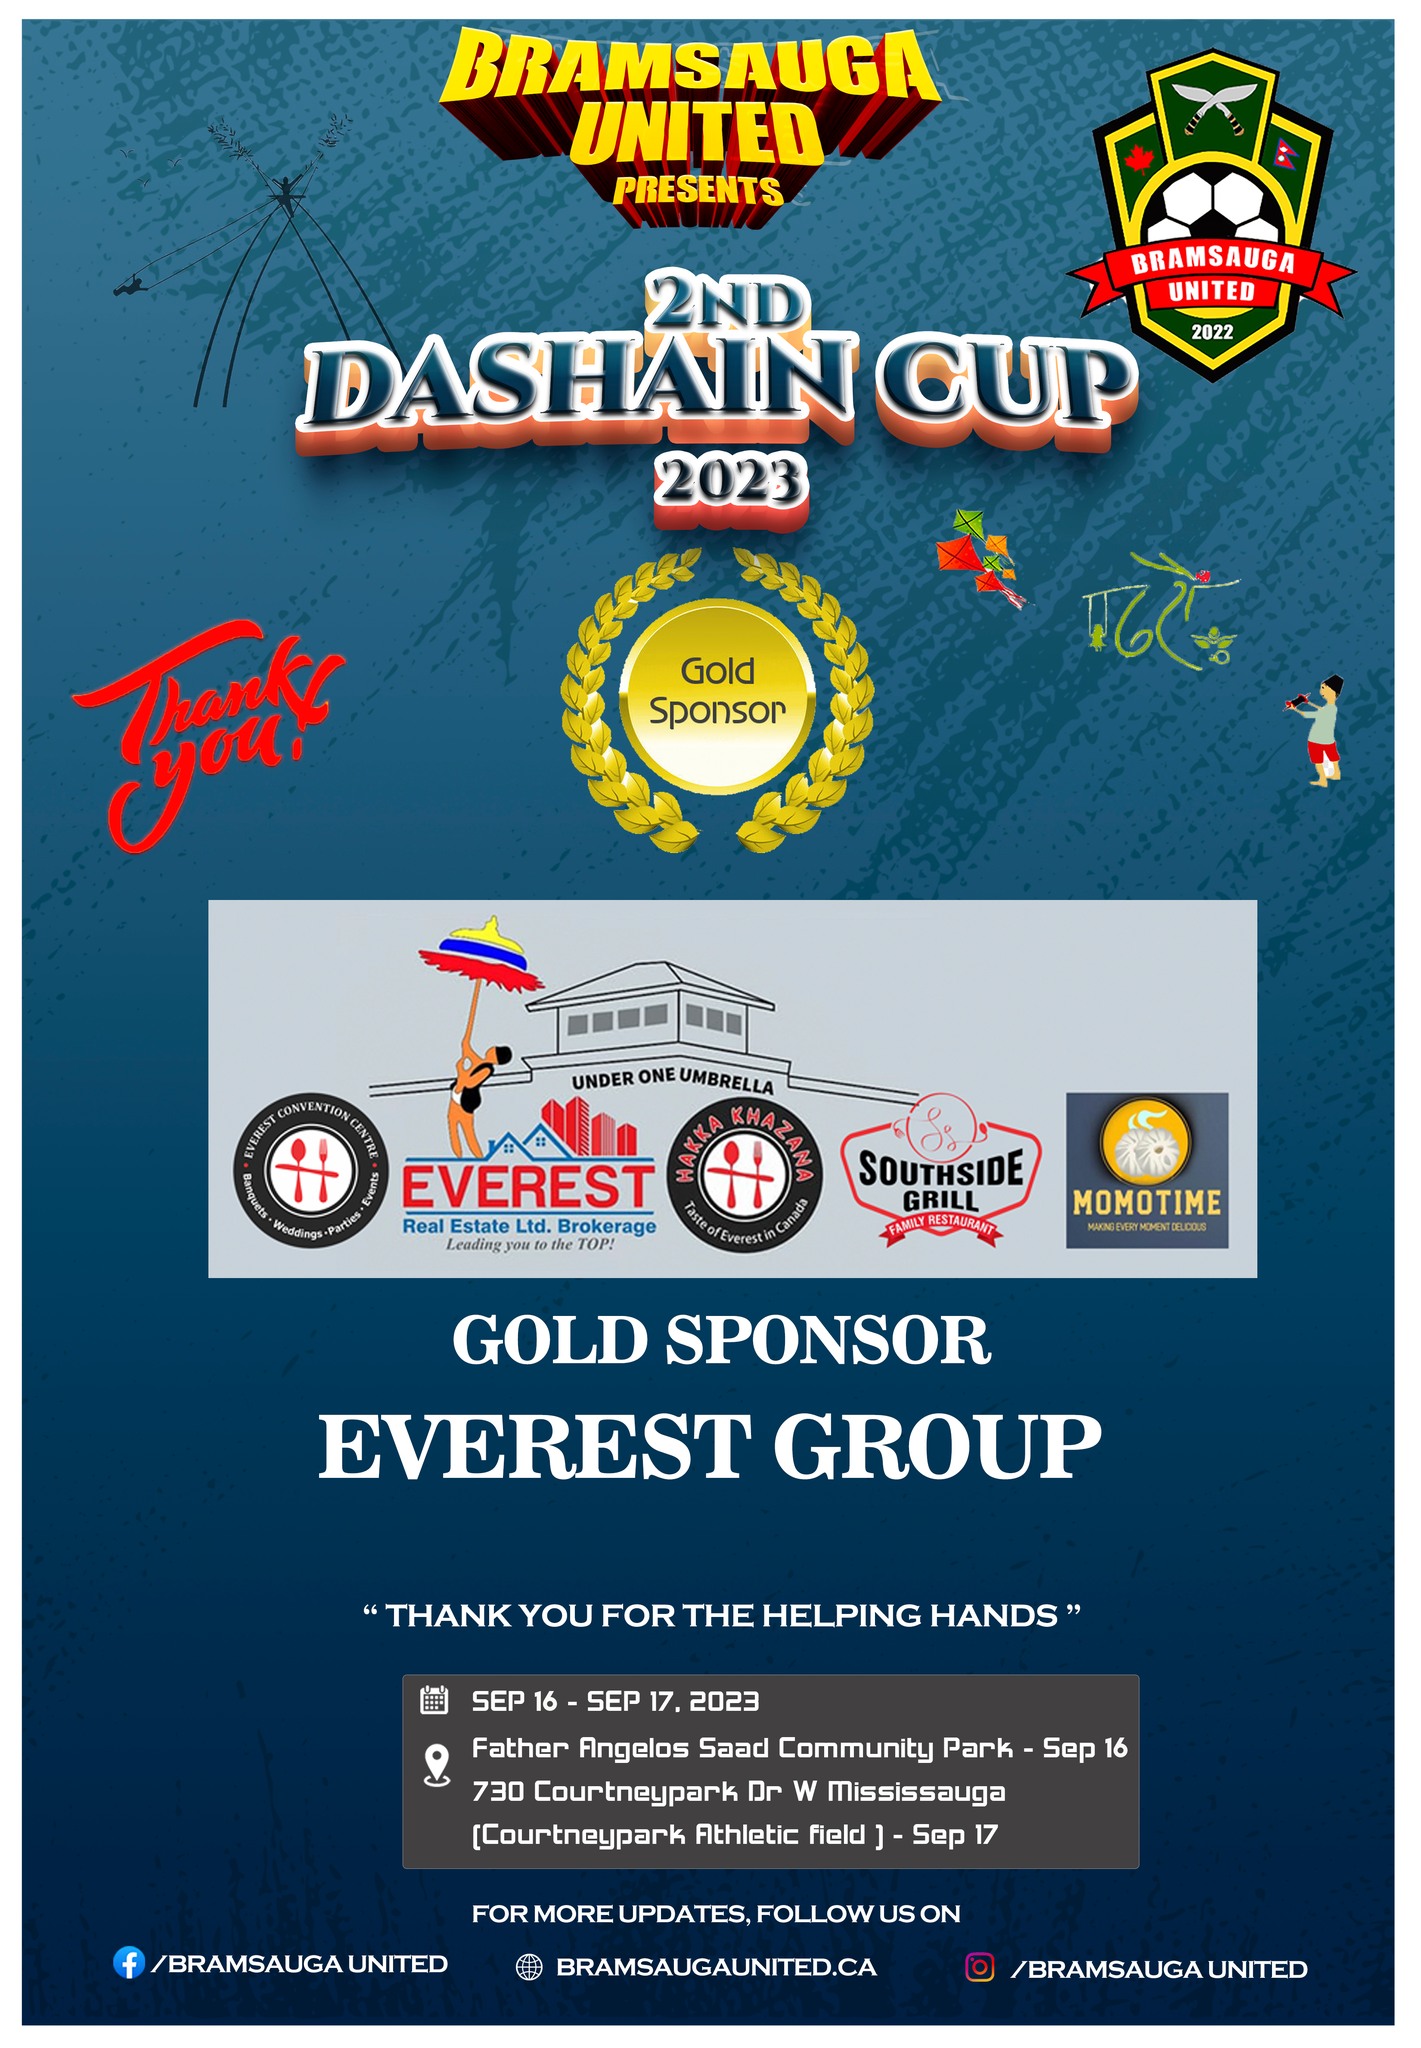 BRAMSAUGA
UNITED
PRESENTS
BRAMSAUGA
UNITED
2022
2ND
DASHAIN CUP
2023
Gold
Sponsor
Thank
you!
UNDER ONE UMBRELLA
EVEREST CONVENTION CENTRE
Banquets • Weddings • Parties • Events
EVEREST
Real Estate Ltd. Brokerage
Leading you to the TOP!
HAKKA KHAZANA
Taste of Everest in Canada
SOUTHSIDE
GRILL
FAMILY RESTAURANT
MOMOTIME
MAKING EVERY MOMENT DELICIOUS
GOLD SPONSOR
EVEREST GROUP
“ THANK YOU FOR THE HELPING HANDS ”
SEP 16 - SEP 17, 2023
Father Angelos Saad Community Park - Sep 16
730 Courtneypark Dr W Mississauga
(Courtneypark Athletic field ) - Sep 17
FOR MORE UPDATES, FOLLOW US ON
/BRAMSAUGA UNITED
BRAMSAUGAUNITED.CA
/BRAMSAUGA UNITED